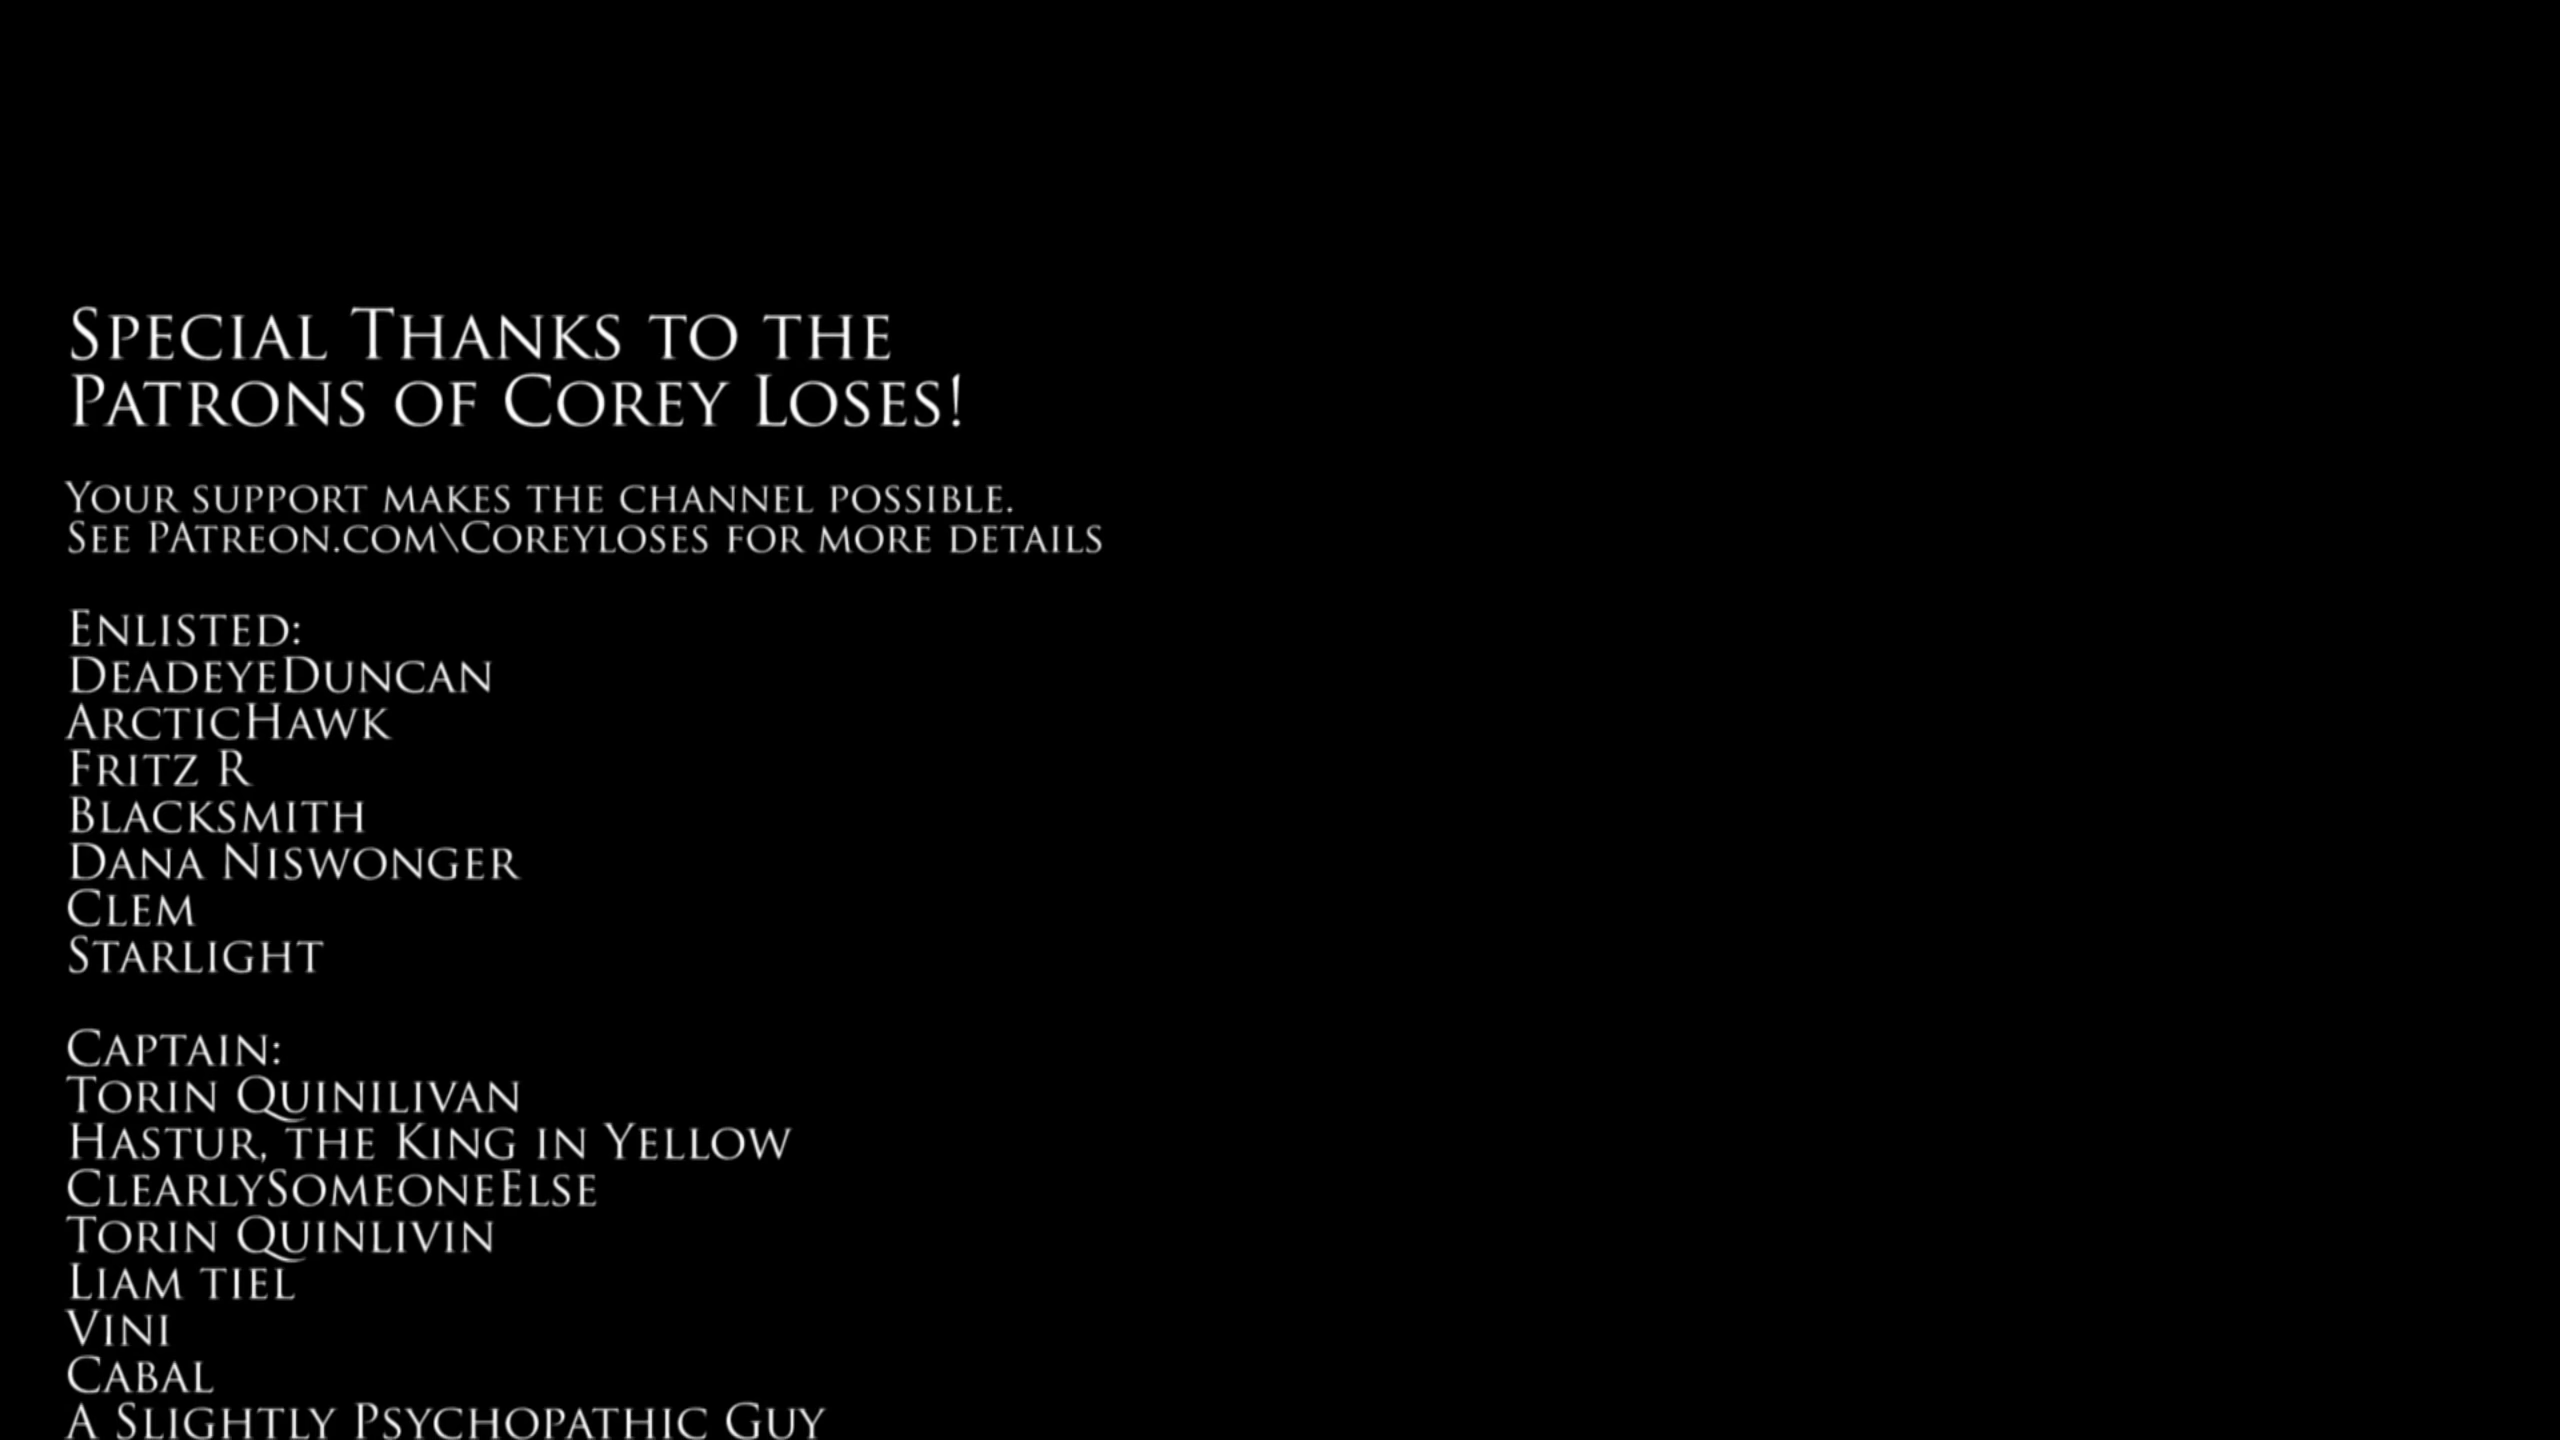 Special Thanks to the
Patrons of Corey Loses!
Your support makes the channel possible.
See PAtreon.com\Coreyloses for more details
Enlisted:
DeadeyeDuncan
ArcticHawk
Fritz R
Blacksmith
Dana Niswonger
Clem
Starlight
Captain:
Torin Quinilivan
Hastur, the King in Yellow
ClearlySomeoneElse
Torin Quinlivin
Liam tiel
Vini
Cabal
A Slightly Psychopathic Guy